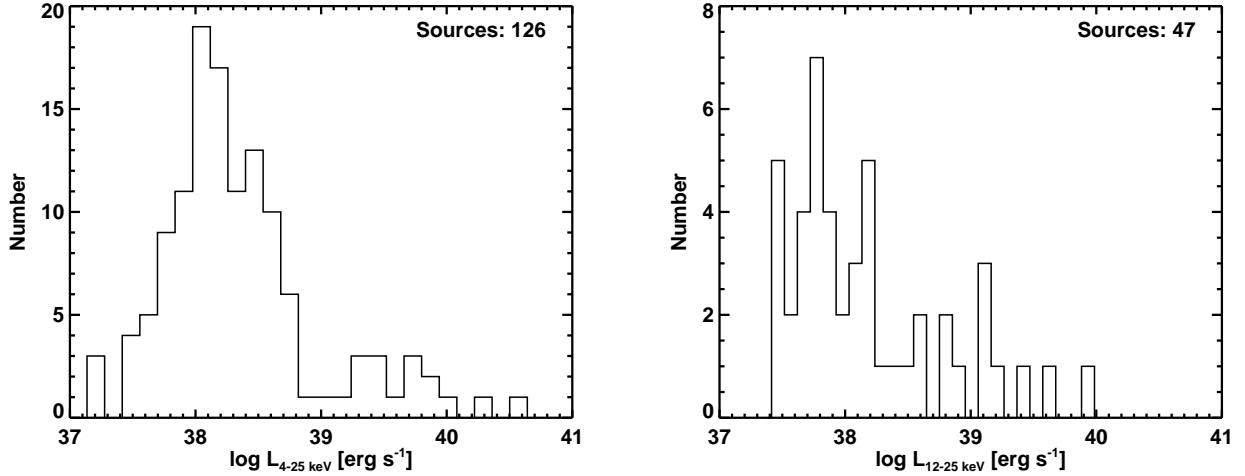 Sources: 126
20
15
10
5
0
Number
37 38 39 40 41
log L4-25 keV [erg s-1]
Sources: 47
8
6
4
2
0
Number
37 38 39 40 41
log L12-25 keV [erg s-1]